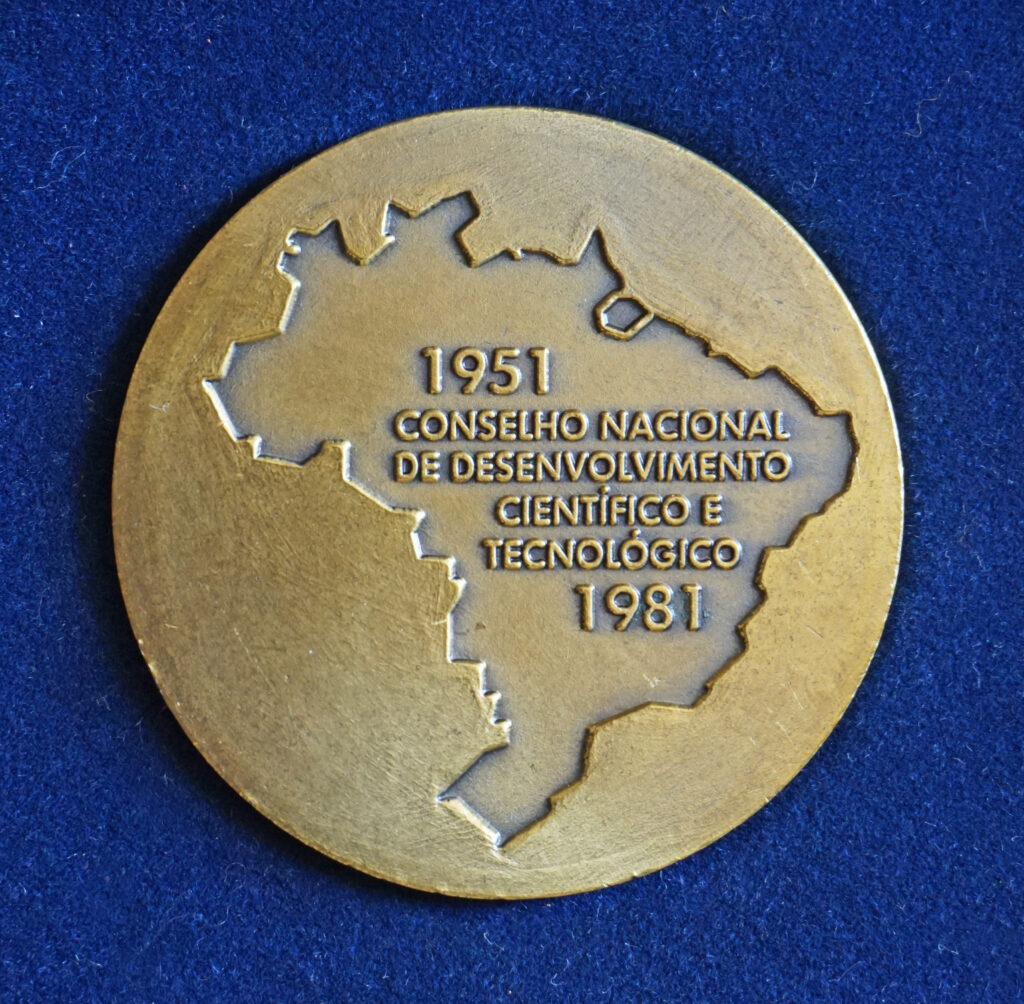 1951
CONSELHO NACIONAL
DE DESENVOLVIMENTO
CIENTÍFICO E
TECNOLÓGICO
1981